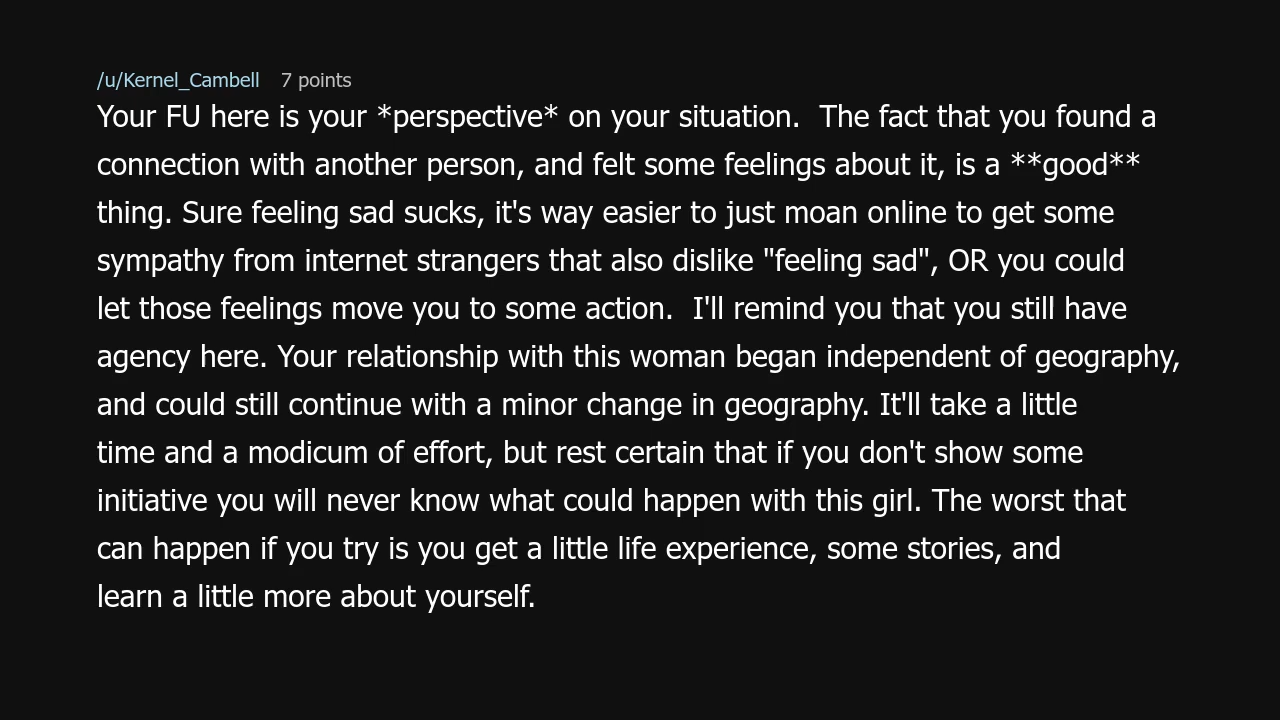 /u/Kernel_Cambell 7 points
Your FU here is your *perspective* on your situation.  The fact that you found a
connection with another person, and felt some feelings about it, is a **good**
thing. Sure feeling sad sucks, it's way easier to just moan online to get some
sympathy from internet strangers that also dislike "feeling sad", OR you could
let those feelings move you to some action.  I'll remind you that you still have
agency here. Your relationship with this woman began independent of geography,
and could still continue with a minor change in geography. It'll take a little
time and a modicum of effort, but rest certain that if you don't show some
initiative you will never know what could happen with this girl. The worst that
can happen if you try is you get a little life experience, some stories, and
learn a little more about yourself.